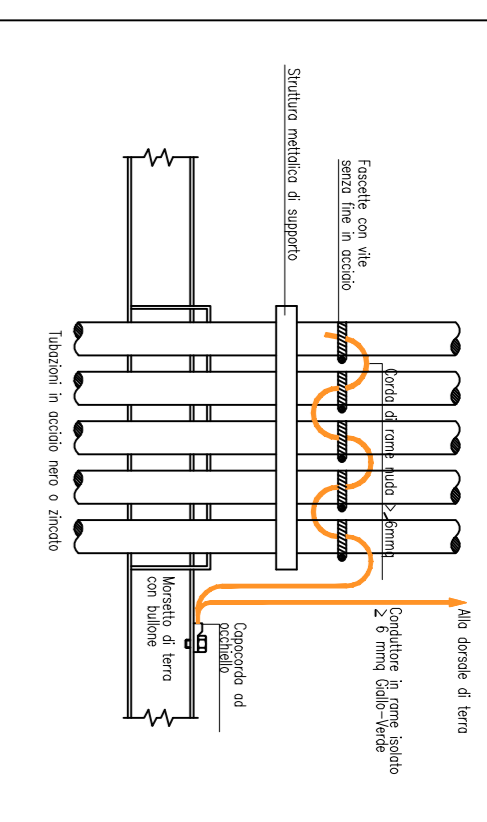 Alla dorsale di terra
Conduttore in rame isolato
≥ 6 mmq Giallo-Verde
Corda di rame nuda ≥6mmq
Fascette con vite
senza fine in acciaio
Struttura mettalica di supporto
Capocorda ad
occhiello
Morsetto di terra
con bullone
Tubazioni in acciaio nero o zincato